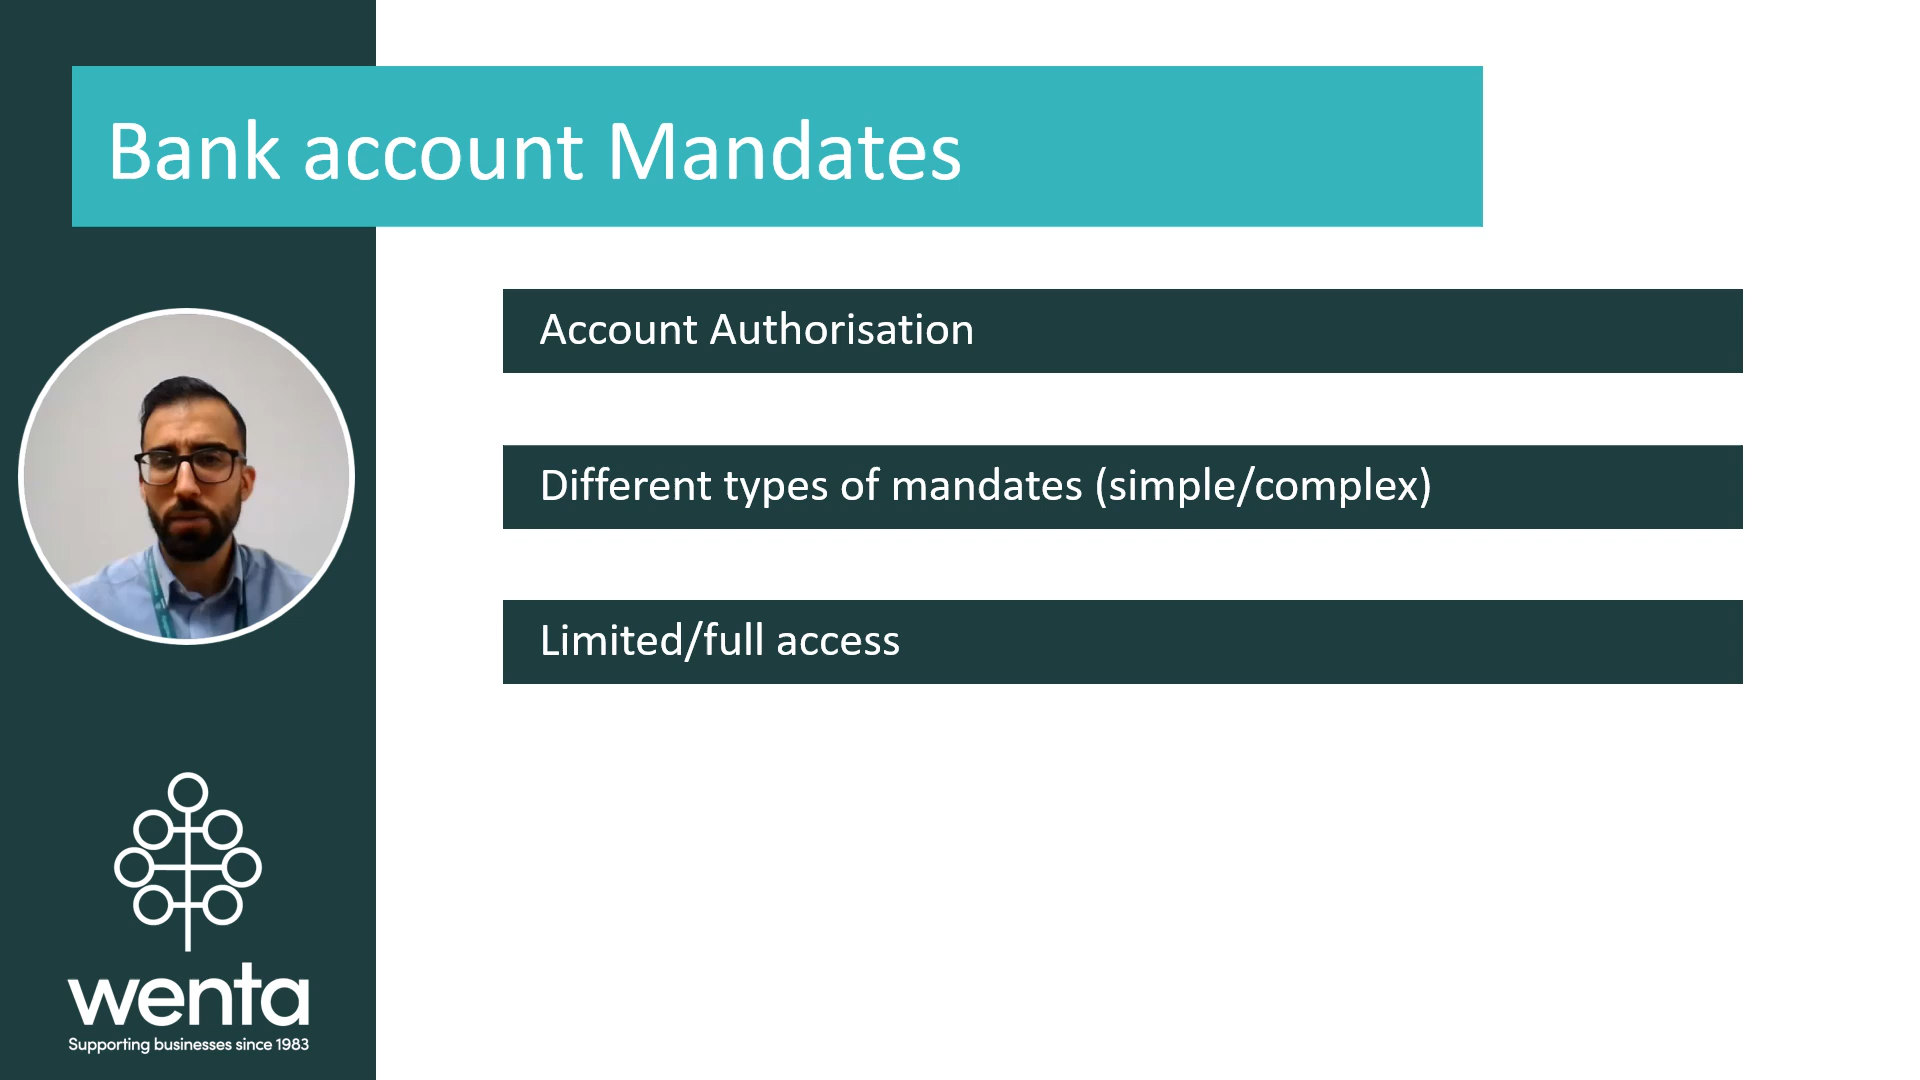 Bank account Mandates
Account Authorisation
Different types of mandates (simple/complex)
Limited/full access
wenta
Supporting businesses since 1983